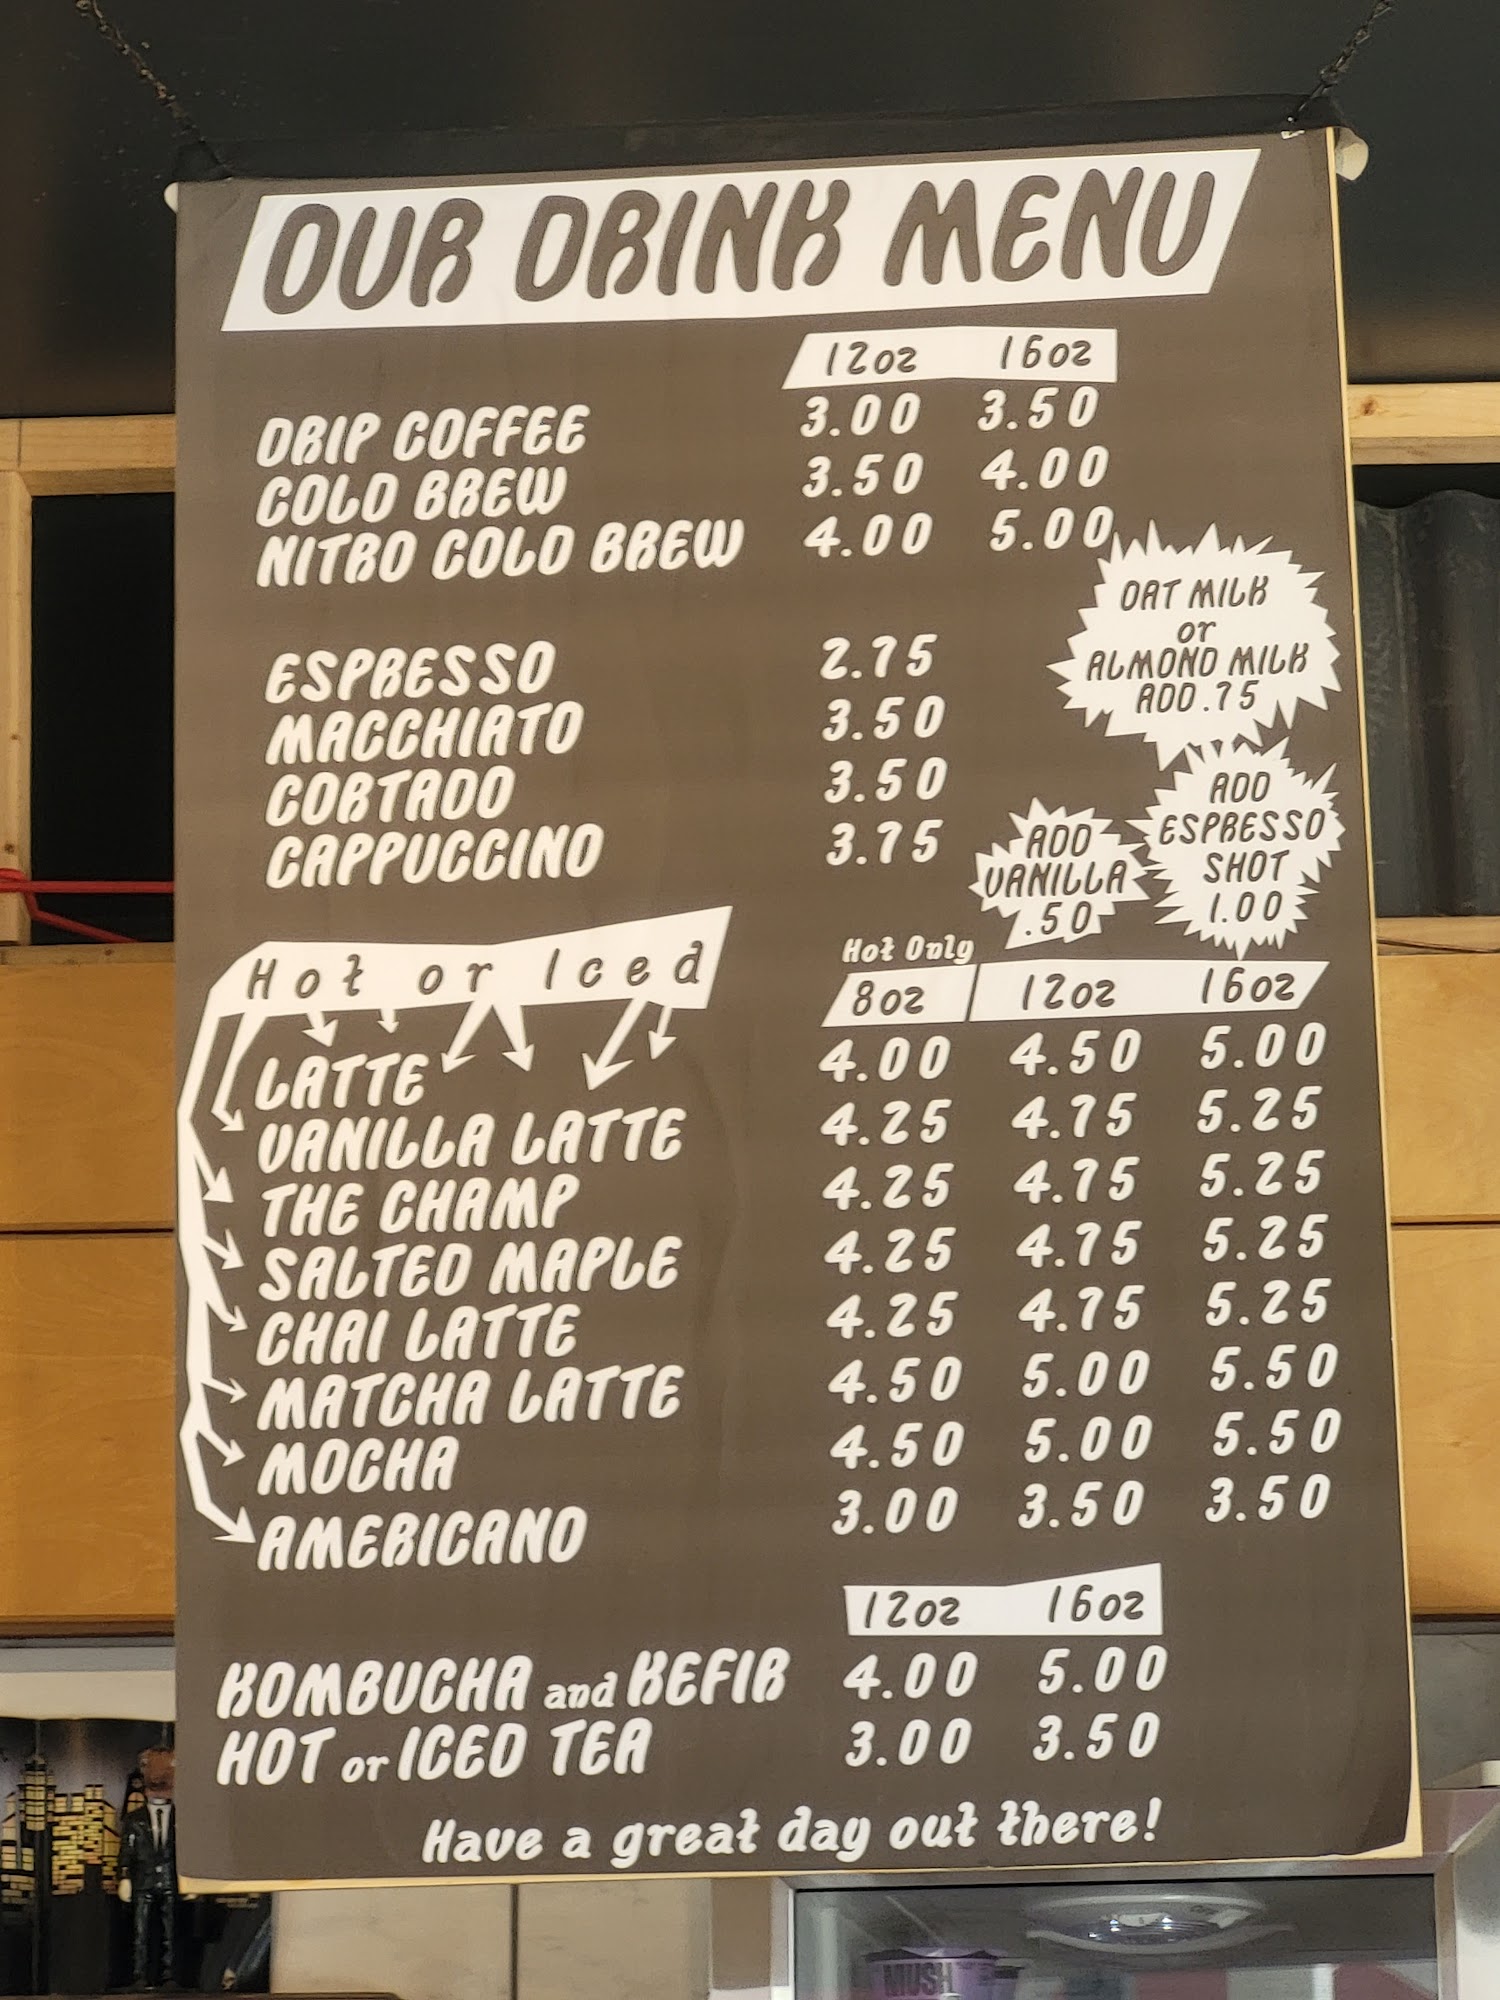 OUR DRINK MENU
12oz 16oz
DRIP COFFEE 3.00 3.50
COLD BREW 3.50 4.00
NITRO COLD BREW 4.00 5.00
OAT MILK
or
ALMOND MILK
ADD .75
ESPRESSO 2.75
MACCHIATO 3.50
CORTADO 3.50
CAPPUCCINO 3.75
ADD
VANILLA
.50
ADD
ESPRESSO
SHOT
1.00
Hot or Iced
Hot Only
8oz 12oz 16oz
LATTE 4.00 4.50 5.00
VANILLA LATTE 4.25 4.75 5.25
THE CHAMP 4.25 4.75 5.25
SALTED MAPLE 4.25 4.75 5.25
CHAI LATTE 4.25 4.75 5.25
MATCHA LATTE 4.50 5.00 5.50
MOCHA 4.50 5.00 5.50
AMERICANO 3.00 3.50 3.50
12oz 16oz
KOMBUCHA and KEFIR 4.00 5.00
HOT or ICED TEA 3.00 3.50
Have a great day out there!
MUSH